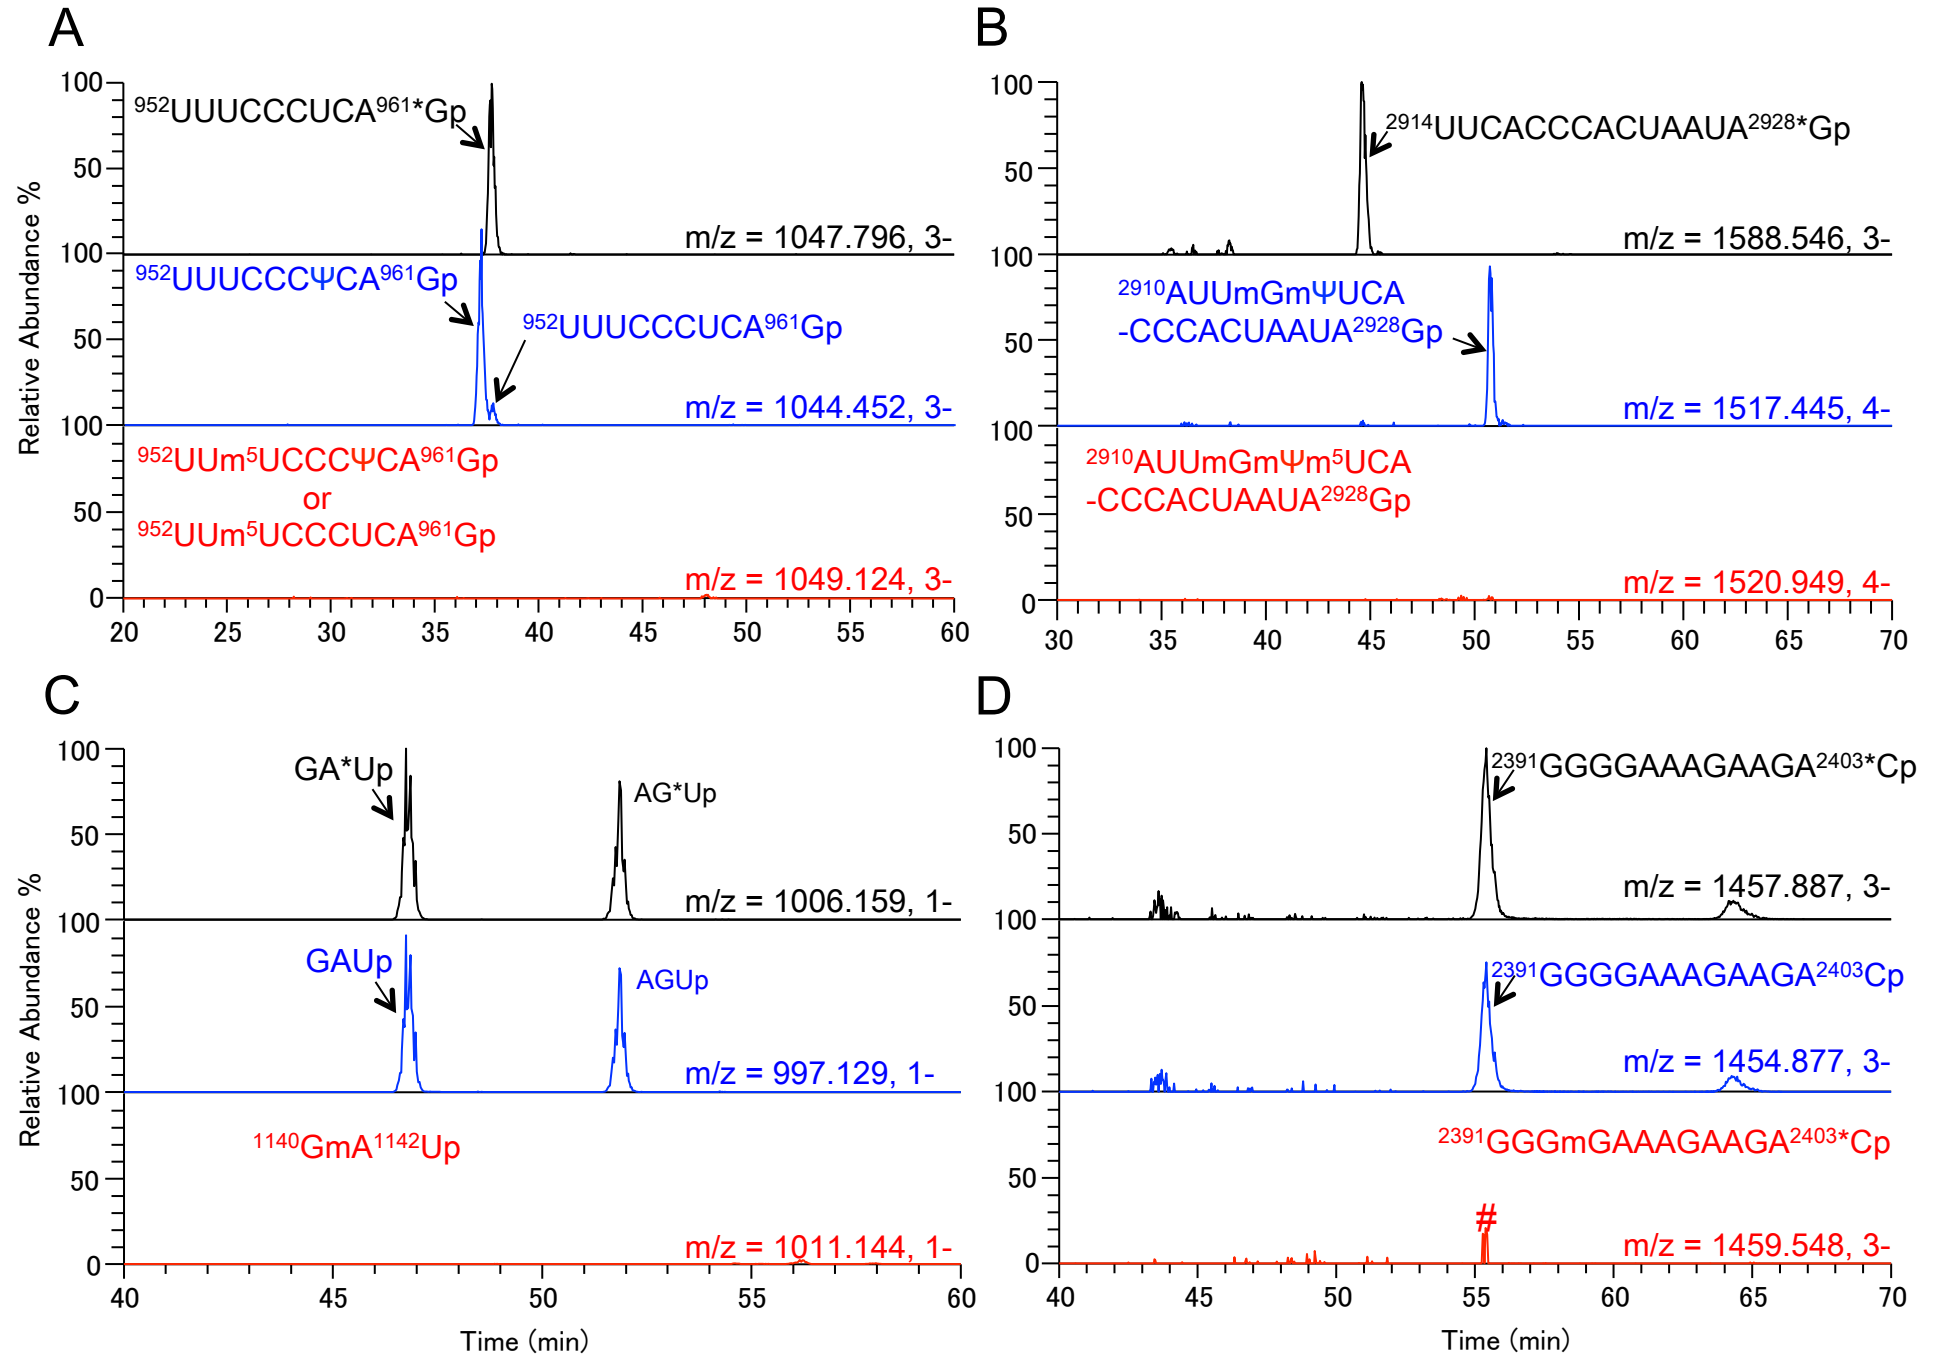 A
Relative Abundance %
100
50
100
50
100
50
0
952UUUCCCUCA961*Gp
m/z = 1047.796, 3-
952UUUCCCΨCA961Gp
952UUUCCCUCA961Gp
m/z = 1044.452, 3-
952UUm5UCCCΨCA961Gp
or
952UUm5UCCCUCA961Gp
m/z = 1049.124, 3-
20 25 30 35 40 45 50 55 60
B
100
50
100
50
100
50
0
2914UUCACCCACUAAUA2928*Gp
m/z = 1588.546, 3-
2910AUUmGmΨUCA
-CCCACUAAUA2928Gp
m/z = 1517.445, 4-
2910AUUmGmΨm5UCA
-CCCACUAAUA2928Gp
m/z = 1520.949, 4-
30 35 40 45 50 55 60 65 70
C
Relative Abundance %
100
50
100
50
100
50
0
GA*Up
AG*Up
m/z = 1006.159, 1-
GAUp
AGUp
m/z = 997.129, 1-
1140GmA1142Up
m/z = 1011.144, 1-
40 45 50 55 60
Time (min)
D
100
50
100
50
100
50
0
2391GGGGAAAGAAGA2403*Cp
m/z = 1457.887, 3-
2391GGGGAAAGAAGA2403Cp
m/z = 1454.877, 3-
2391GGGmGAAAGAAGA2403*Cp
#
m/z = 1459.548, 3-
40 45 50 55 60 65 70
Time (min)